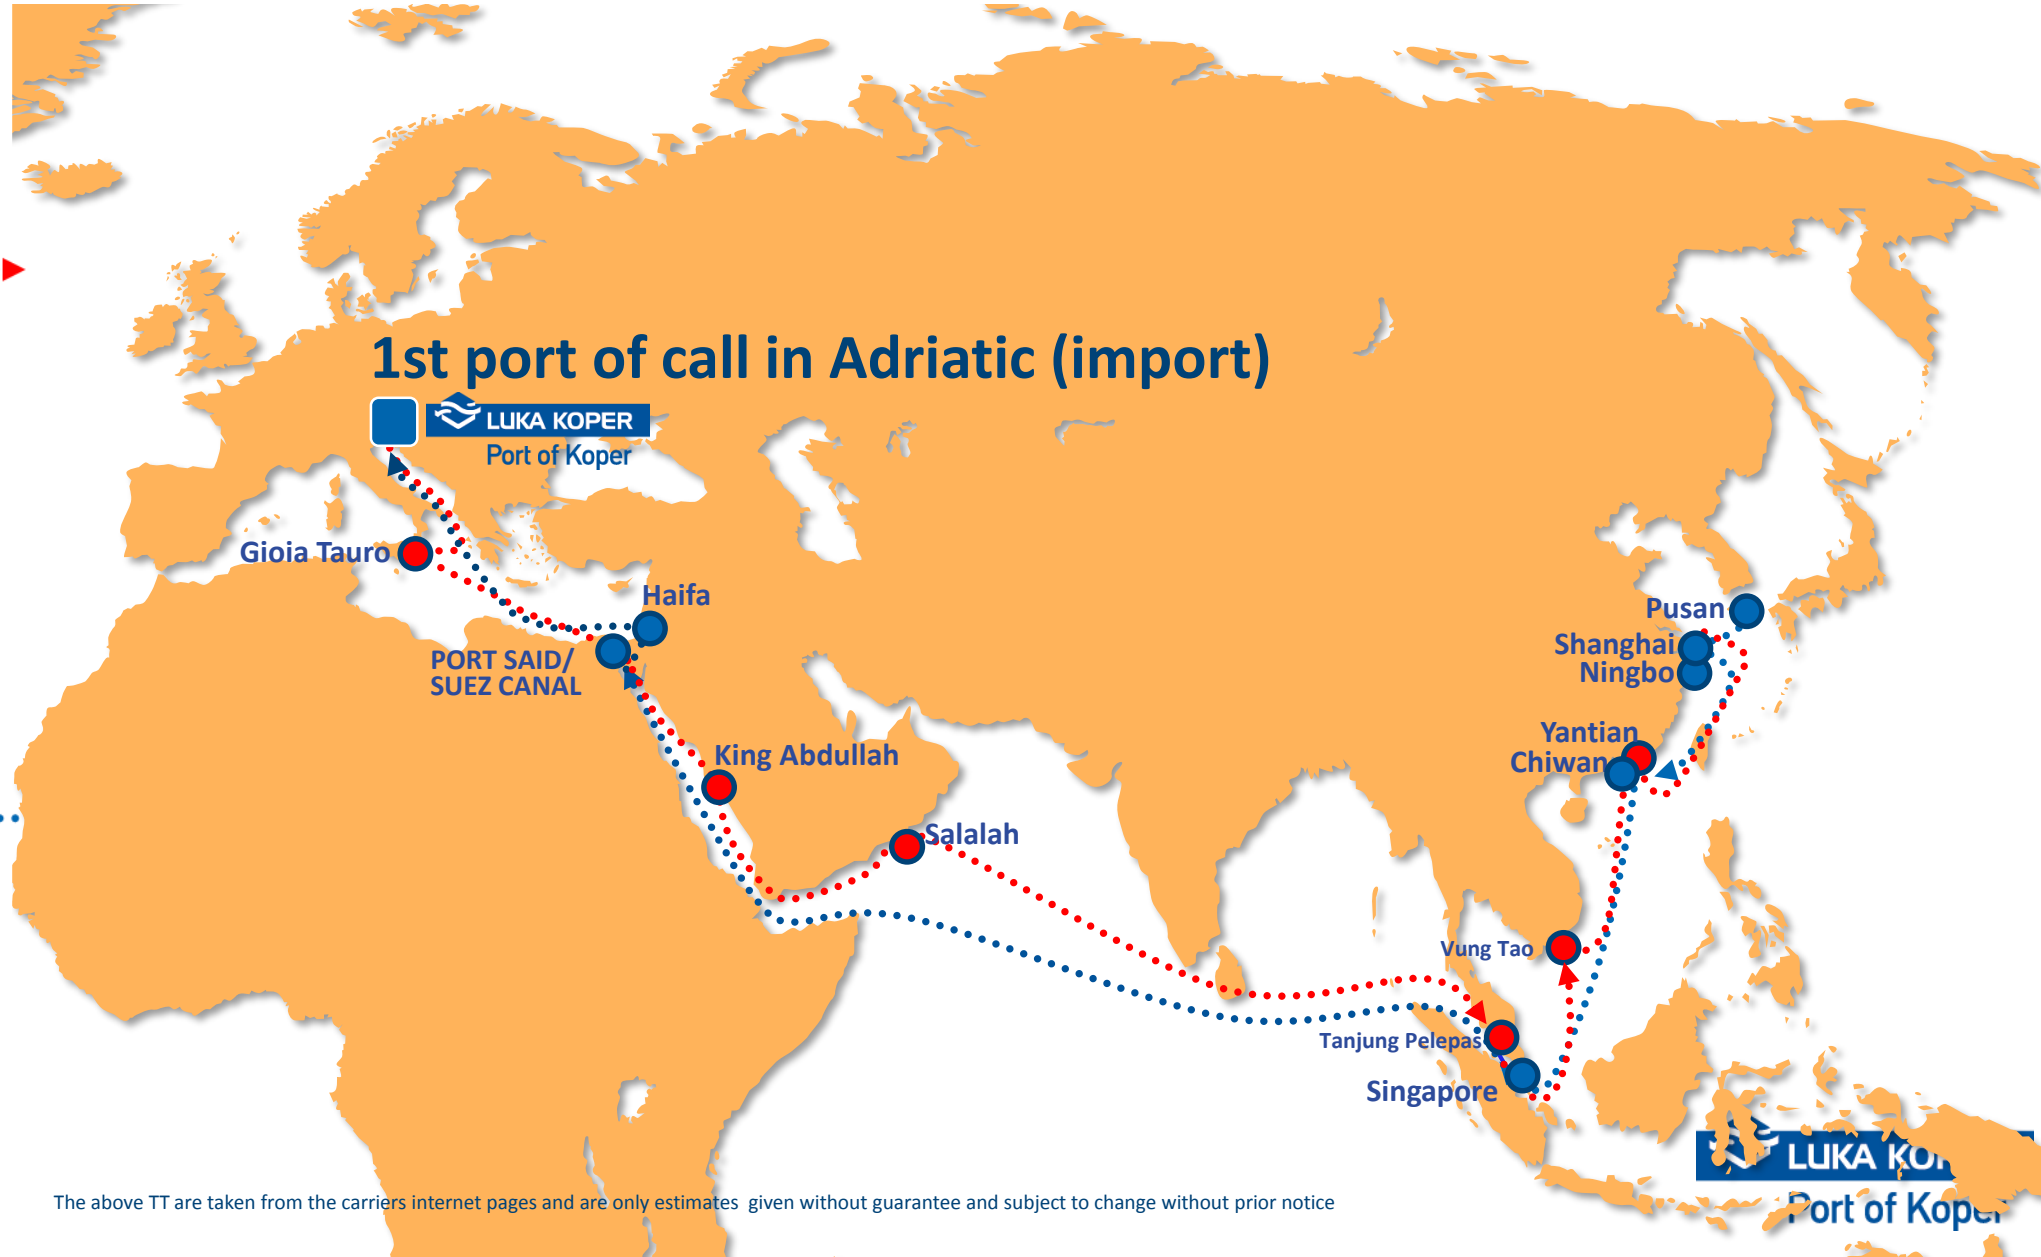 1st port of call in Adriatic (import)
LUKA KOPER
Port of Koper
Gioia Tauro
Haifa
PORT SAID/
SUEZ CANAL
Pusan
Shanghai
Ningbo
Yantian
Chiwan
King Abdullah
Salalah
Vung Tao
Tanjung Pelepas
Singapore
LUKA KOP
Port of Koper
The above TT are taken from the carriers internet pages and are only estimates given without guarantee and subject to change without prior notice